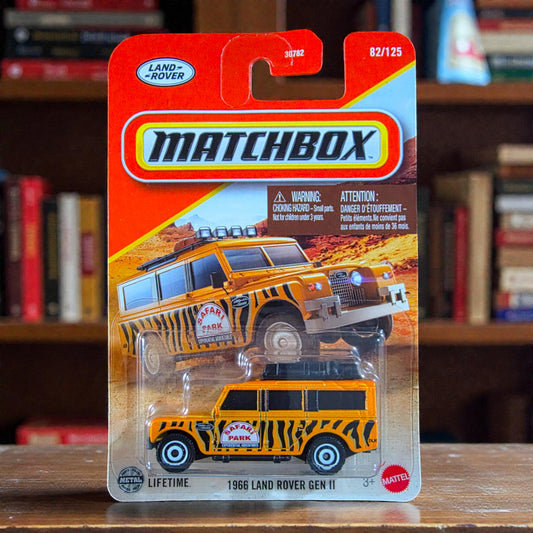 LAND-
ROVER
30782
82/125
MATCHBOX
WARNING:
CHOKING HAZARD – Small parts.
Not for children under 3 years.
ATTENTION :
DANGER D'ÉTOUFFEMENT –
Petits éléments. Ne convient pas
aux enfants de moins de 36 mois.
SAFARI
PARK
SAFARI
PARK
METAL
LIFETIME™
1966 LAND ROVER GEN II
3+
MATTEL